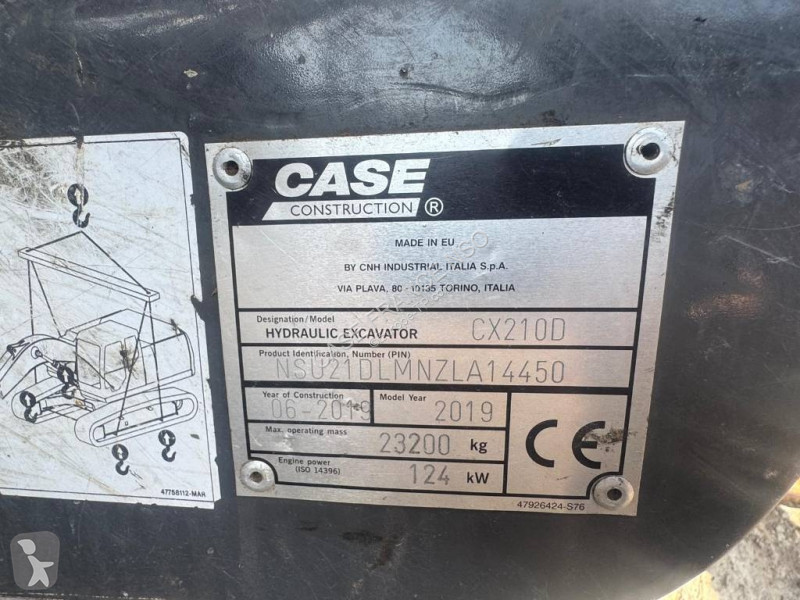 CASE
CONSTRUCTION ®
MADE IN EU
BY CNH INDUSTRIAL ITALIA S.p.A.
VIA PLAVA, 80 - 10135 TORINO, ITALIA
Designation/Model
HYDRAULIC EXCAVATOR CX210D
Product Identification, Number (PIN)
NSU21DLMNZLA14450
Year of Construction 06-2019 Model Year 2019
Max. operating mass 23200 kg
Engine power
(ISO 14396) 124 kW
CE
47926424-S76
47758112-MAR